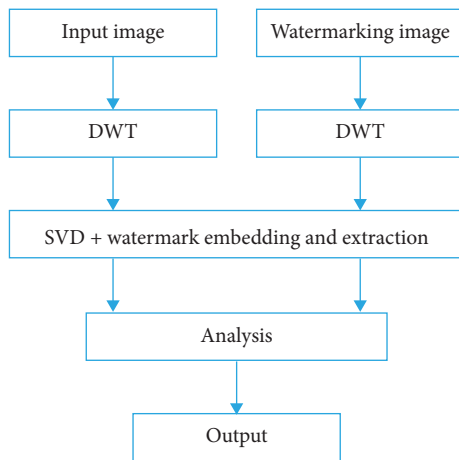 Input image
Watermarking image
DWT
DWT
SVD + watermark embedding and extraction
Analysis
Output